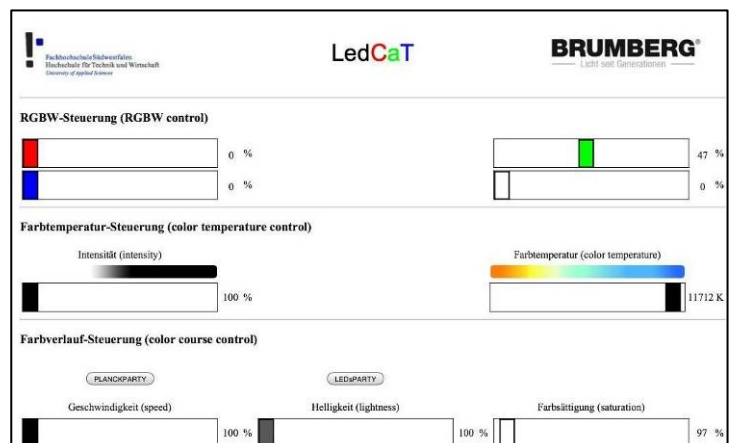 Fachhochschule Südwestfalen
Hochschule für Technik und Wirtschaft
University of Applied Sciences
LedCaT
BRUMBERG®
Licht seit Generationen
RGBW-Steuerung (RGBW control)
0 %
47 %
0 %
0 %
Farbtemperatur-Steuerung (color temperature control)
Intensität (intensity)
Farbtemperatur (color temperature)
100 %
11712 K
Farbverlauf-Steuerung (color course control)
PLANCKPARTY
LEDsPARTY
Geschwindigkeit (speed)
Helligkeit (lightness)
Farbsättigung (saturation)
100 %
100 %
97 %